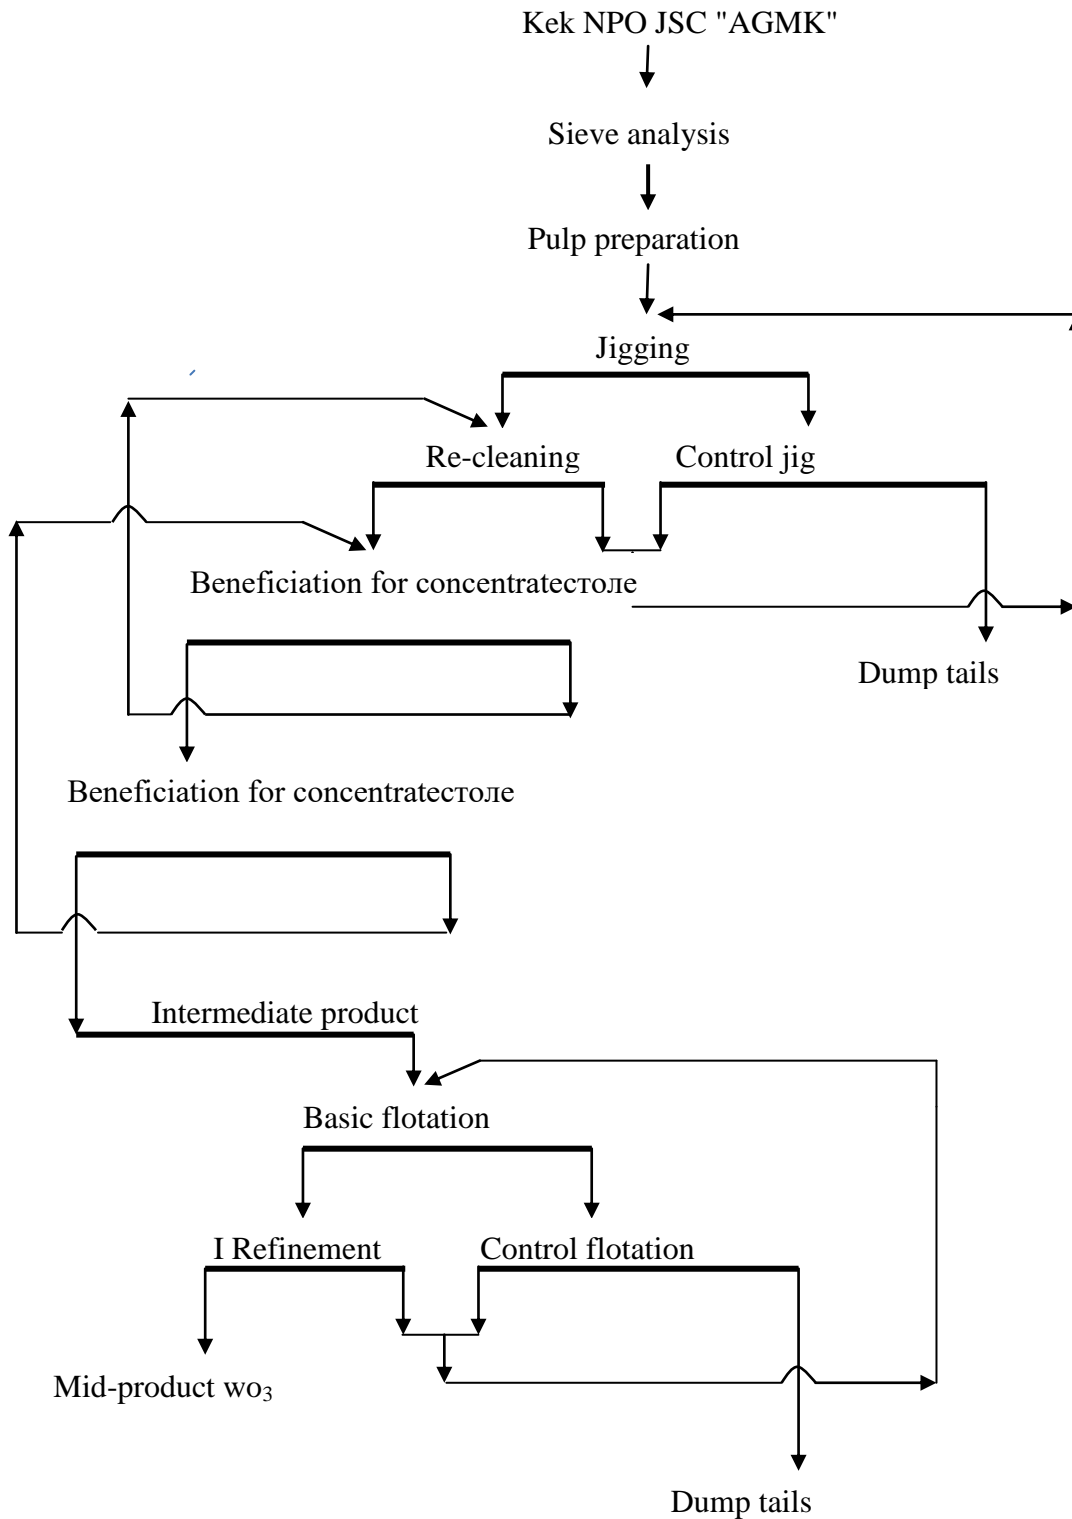 Kek NPO JSC "AGMK"
Sieve analysis
Pulp preparation
Jigging
Re-cleaning
Control jig
Beneficiation for concentrateстоле
Dump tails
Beneficiation for concentrateстоле
Intermediate product
Basic flotation
I Refinement
Control flotation
Mid-product wo₃
Dump tails